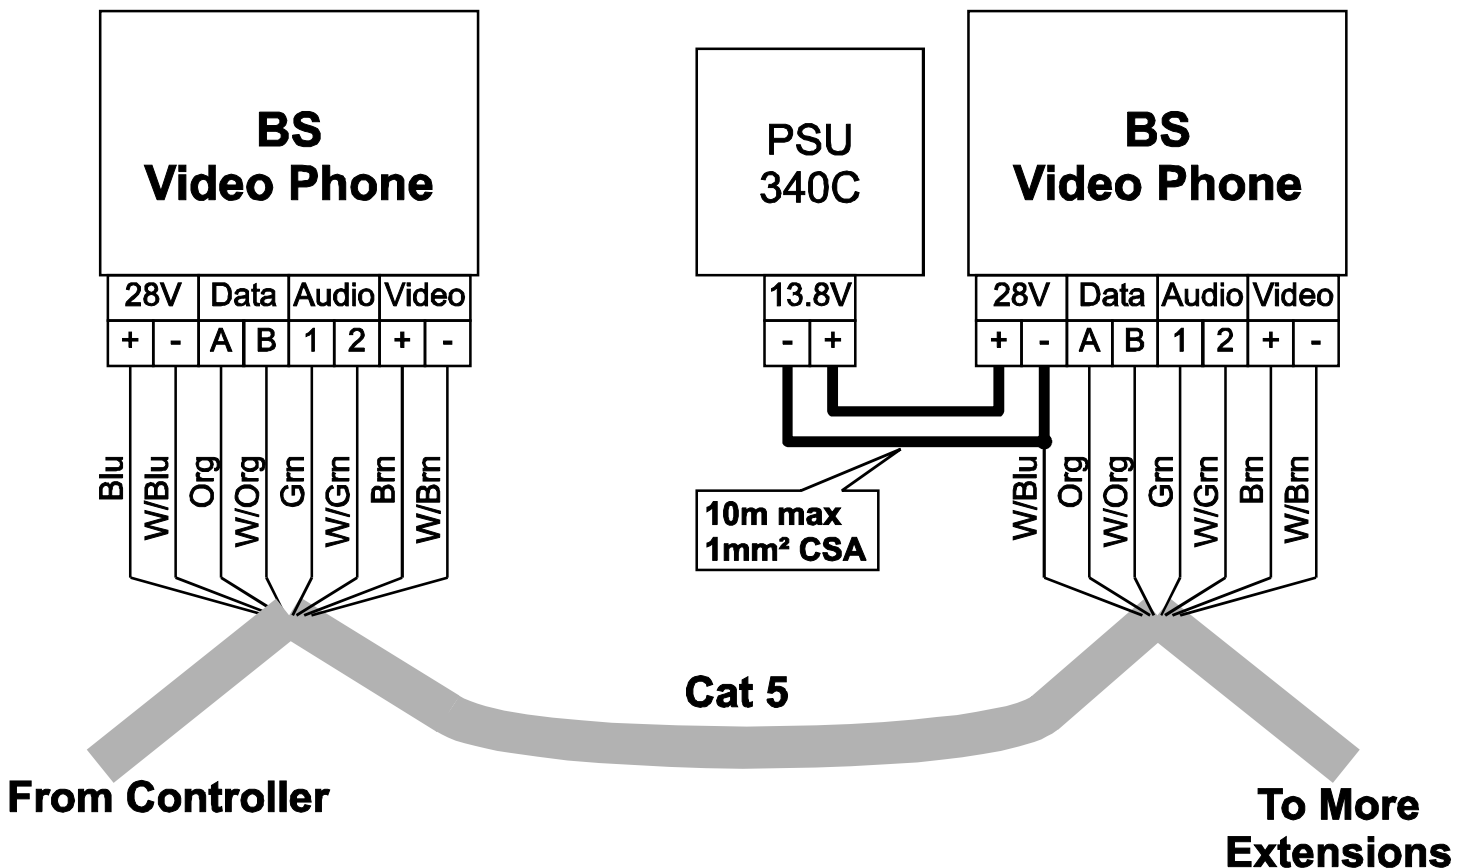 BS
Video Phone
28V Data Audio Video
+ - A B 1 2 + -
Blu
W/Blu
Org
W/Org
Grn
W/Grn
Brn
W/Brn
PSU
340C
13.8V
- +
10m max
1mm² CSA
BS
Video Phone
28V Data Audio Video
+ - A B 1 2 + -
W/Blu
Org
W/Org
Grn
W/Grn
Brn
W/Brn
Cat 5
From Controller
To More
Extensions